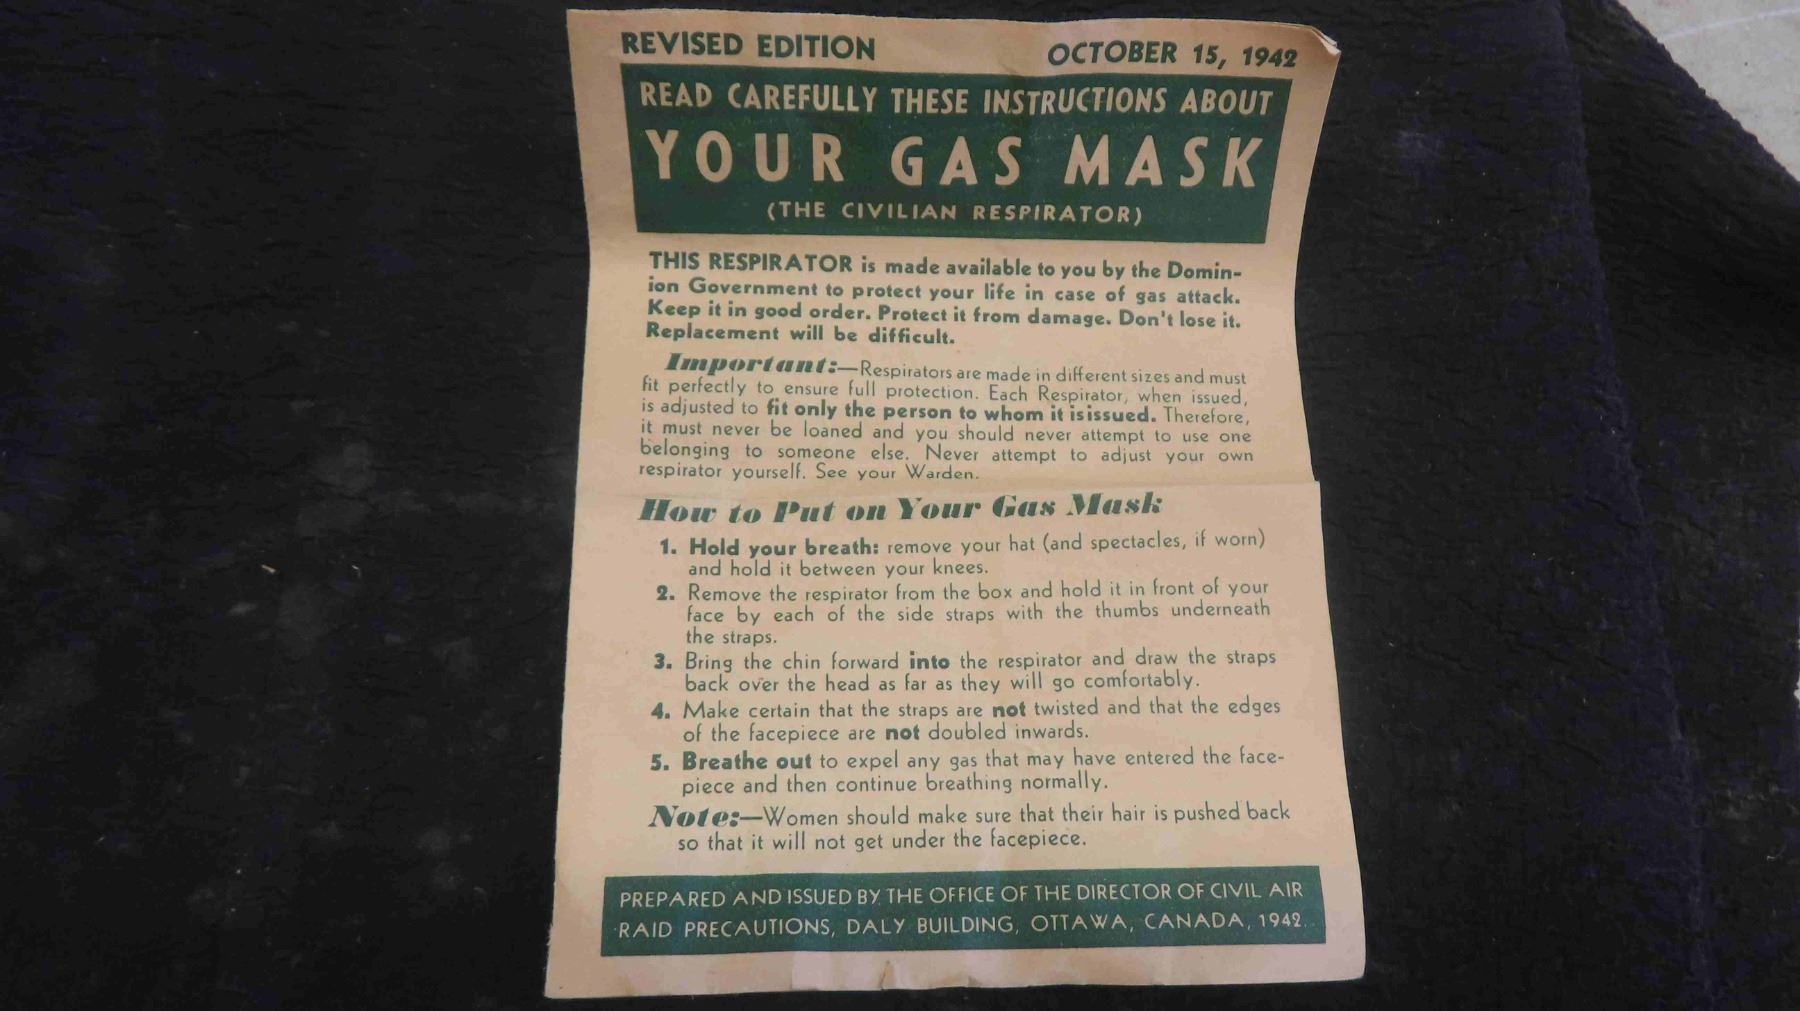 REVISED EDITION OCTOBER 15, 1942
READ CAREFULLY THESE INSTRUCTIONS ABOUT
YOUR GAS MASK
(THE CIVILIAN RESPIRATOR)
THIS RESPIRATOR is made available to you by the Domin-
ion Government to protect your life in case of gas attack.
Keep it in good order. Protect it from damage. Don't lose it.
Replacement will be difficult.
Important:—Respirators are made in different sizes and must
fit perfectly to ensure full protection. Each Respirator, when issued,
is adjusted to fit only the person to whom it is issued. Therefore,
it must never be loaned and you should never attempt to use one
belonging to someone else. Never attempt to adjust your own
respirator yourself. See your Warden.
How to Put on Your Gas Mask
1. Hold your breath: remove your hat (and spectacles, if worn)
and hold it between your knees.
2. Remove the respirator from the box and hold it in front of your
face by each of the side straps with the thumbs underneath
the straps.
3. Bring the chin forward into the respirator and draw the straps
back over the head as far as they will go comfortably.
4. Make certain that the straps are not twisted and that the edges
of the facepiece are not doubled inwards.
5. Breathe out to expel any gas that may have entered the face-
piece and then continue breathing normally.
Note:—Women should make sure that their hair is pushed back
so that it will not get under the facepiece.
PREPARED AND ISSUED BY THE OFFICE OF THE DIRECTOR OF CIVIL AIR
RAID PRECAUTIONS, DALY BUILDING, OTTAWA, CANADA, 1942.